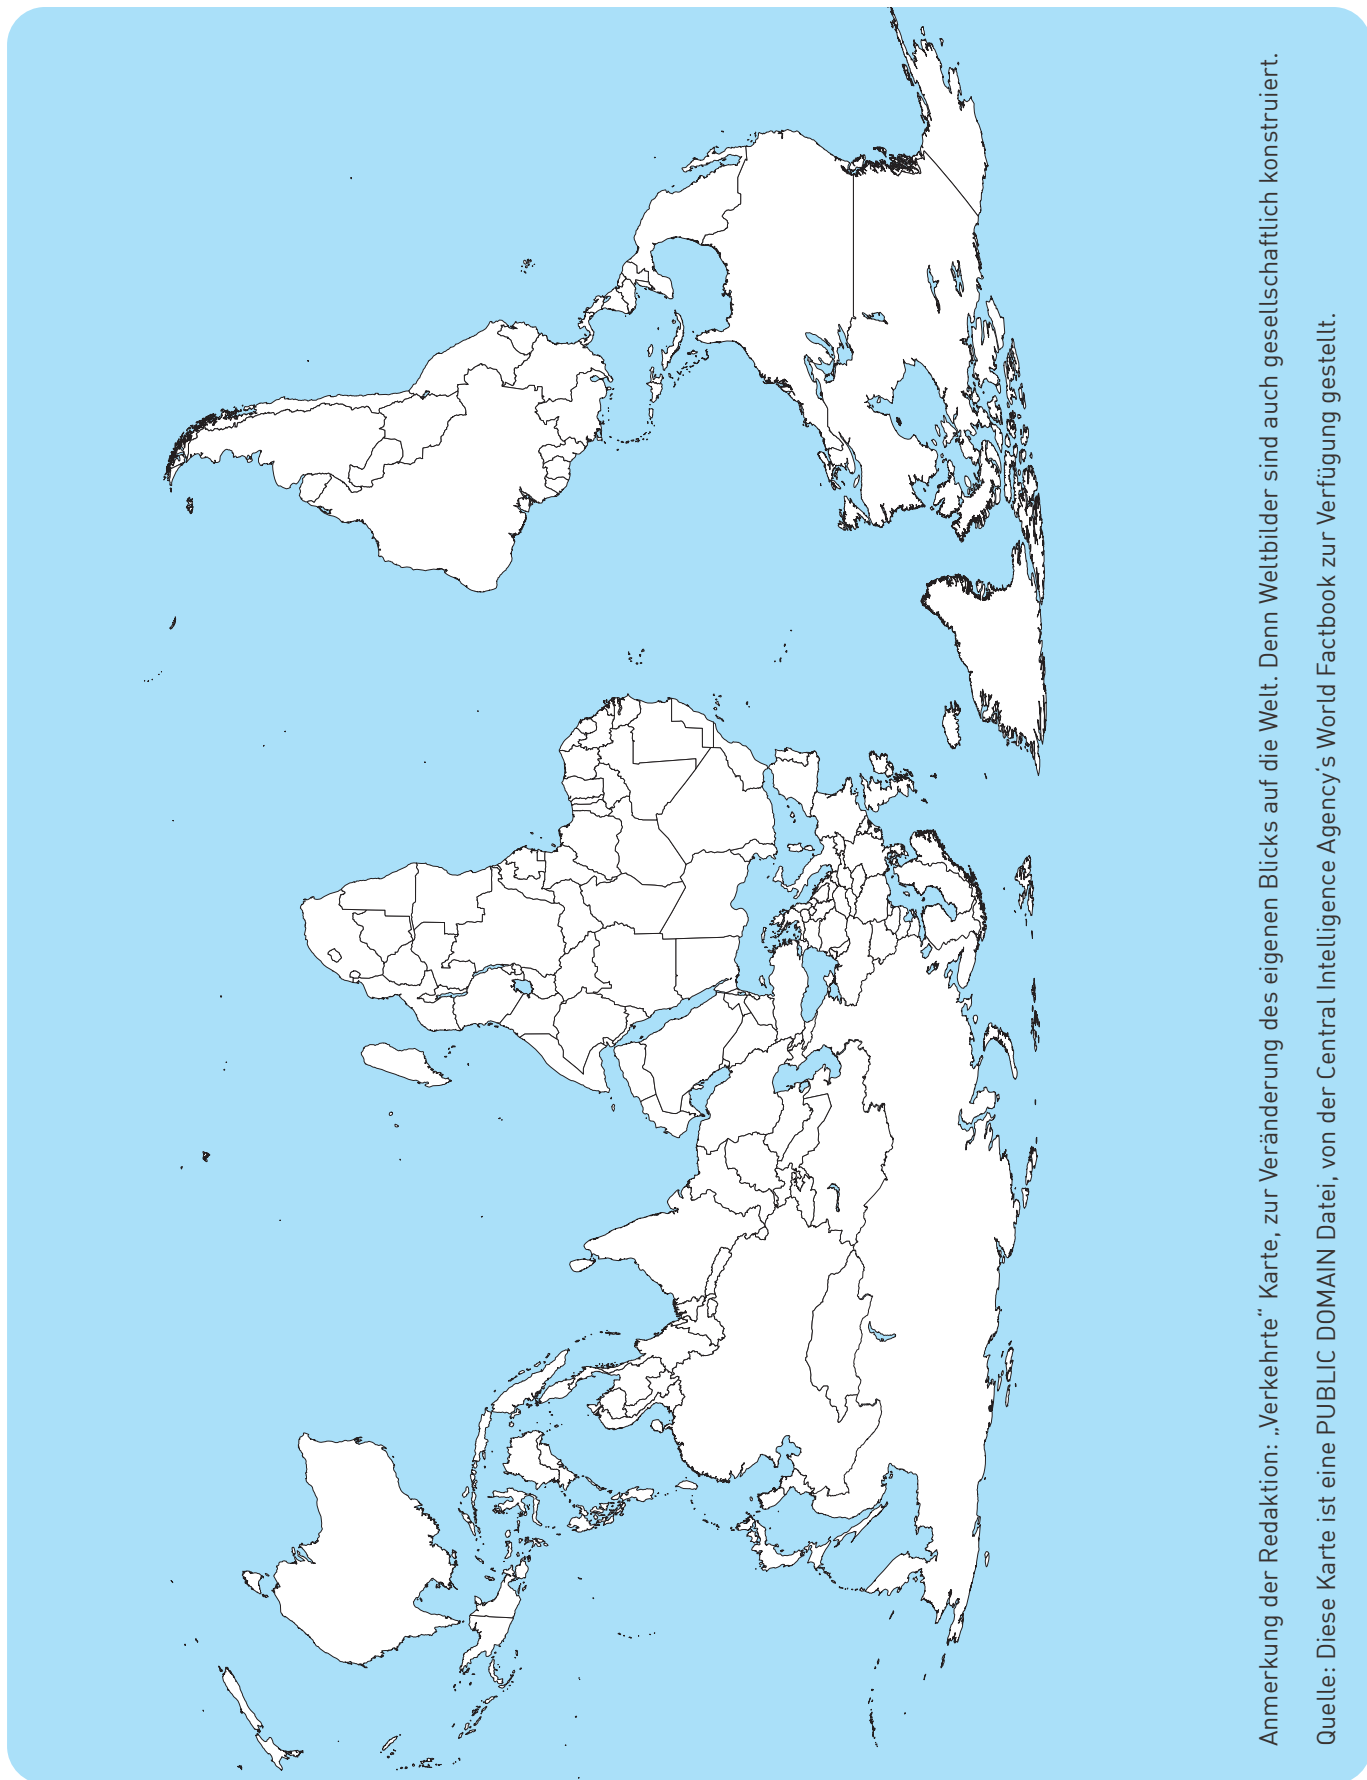 Anmerkung der Redaktion: „Verkehrte“ Karte, zur Veränderung des eigenen Blicks auf die Welt. Denn Weltbilder sind auch gesellschaftlich konstruiert.
Quelle: Diese Karte ist eine PUBLIC DOMAIN Datei, von der Central Intelligence Agency‘s World Factbook zur Verfügung gestellt.